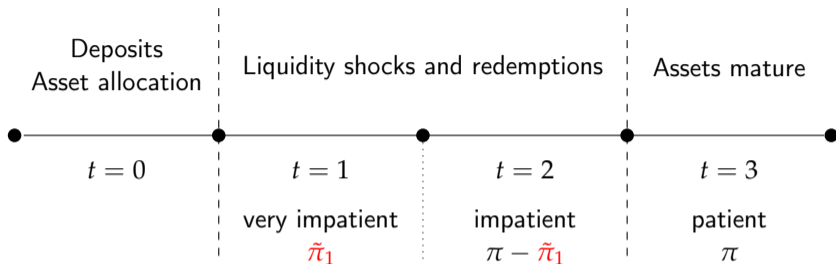 Deposits
Asset allocation
Liquidity shocks and redemptions
Assets mature
t = 0
t = 1
t = 2
t = 3
very impatient
impatient
patient
π̃₁
π − π̃₁
π